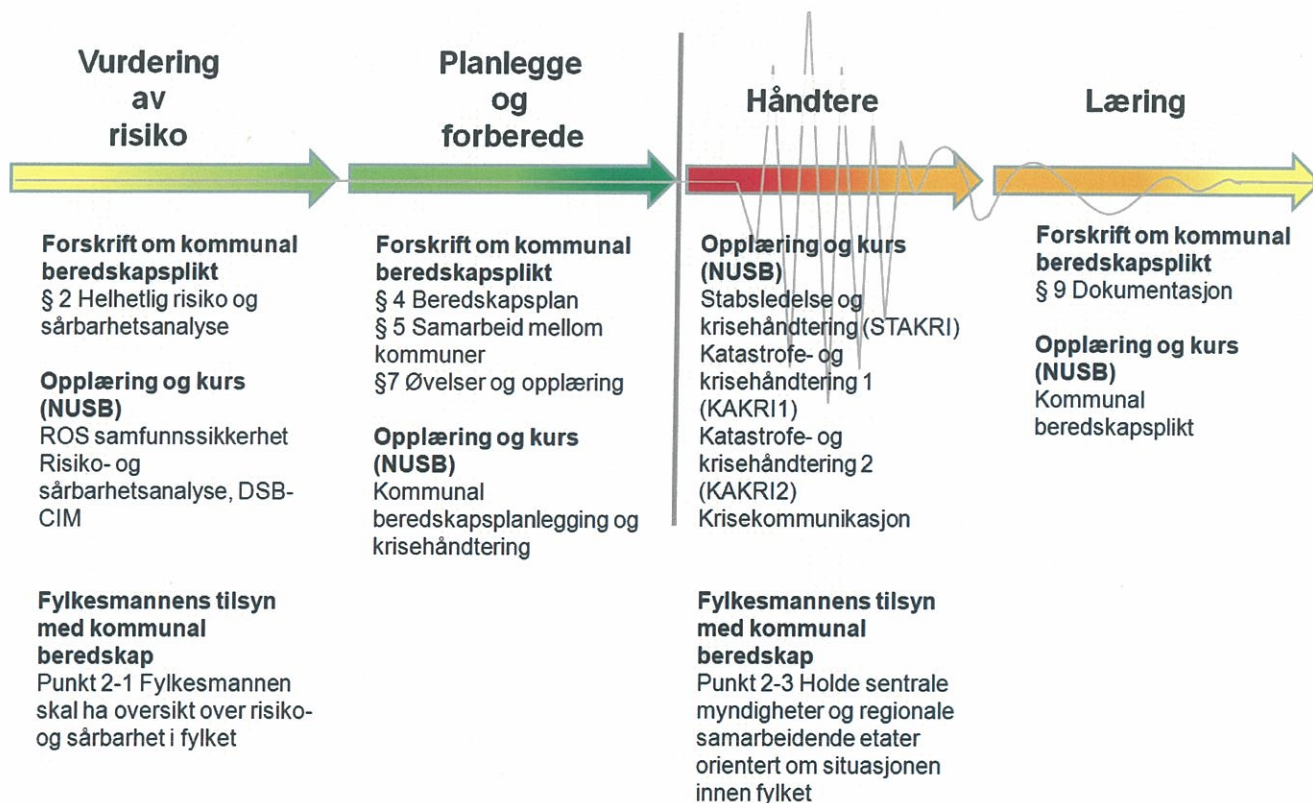 Vurdering
av
risiko
Forskrift om kommunal
beredskapsplikt
§ 2 Helhetlig risiko og
sårbarhetsanalyse
Opplæring og kurs
(NUSB)
ROS samfunnssikkerhet
Risiko- og
sårbarhetsanalyse, DSB-
CIM
Fylkesmannens tilsyn
med kommunal
beredskap
Punkt 2-1 Fylkesmannen
skal ha oversikt over risiko-
og sårbarhet i fylket
Planlegge
og
forberede
Forskrift om kommunal
beredskapsplikt
§ 4 Beredskapsplan
§ 5 Samarbeid mellom
kommuner
§7 Øvelser og opplæring
Opplæring og kurs
(NUSB)
Kommunal
beredskapsplanlegging og
krisehåndtering
Håndtere
Opplæring og kurs
(NUSB)
Stabsledelse og
krisehåndtering (STAKRI)
Katastrofe- og
krisehåndtering 1
(KAKRI1)
Katastrofe- og
krisehåndtering 2
(KAKRI2)
Krisekommunikasjon
Fylkesmannens tilsyn
med kommunal
beredskap
Punkt 2-3 Holde sentrale
myndigheter og regionale
samarbeidende etater
orientert om situasjonen
innen fylket
Læring
Forskrift om kommunal
beredskapsplikt
§ 9 Dokumentasjon
Opplæring og kurs
(NUSB)
Kommunal
beredskapsplikt